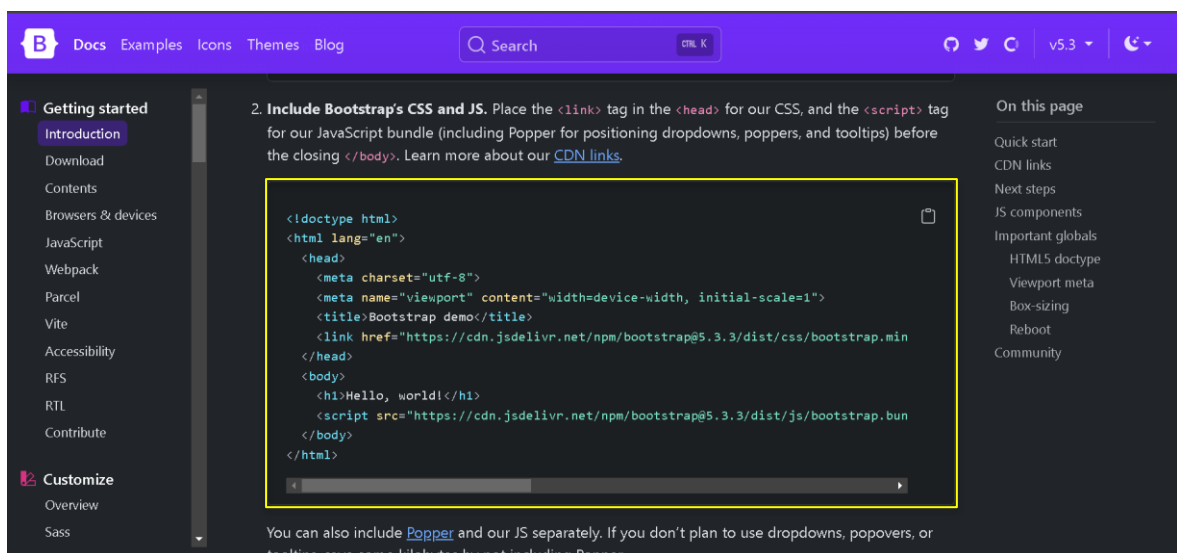 B Docs Examples Icons Themes Blog Search CTRL K v5.3
Getting started
Introduction
Download
Contents
Browsers & devices
JavaScript
Webpack
Parcel
Vite
Accessibility
RFS
RTL
Contribute
Customize
Overview
Sass
2. Include Bootstrap's CSS and JS. Place the <link> tag in the <head> for our CSS, and the <script> tag
for our JavaScript bundle (including Popper for positioning dropdowns, poppers, and tooltips) before
the closing </body>. Learn more about our CDN links.
<!doctype html>
<html lang="en">
<head>
<meta charset="utf-8">
<meta name="viewport" content="width=device-width, initial-scale=1">
<title>Bootstrap demo</title>
<link href="https://cdn.jsdelivr.net/npm/bootstrap@5.3.3/dist/css/bootstrap.min
</head>
<body>
<h1>Hello, world!</h1>
<script src="https://cdn.jsdelivr.net/npm/bootstrap@5.3.3/dist/js/bootstrap.bun
</body>
</html>
You can also include Popper and our JS separately. If you don't plan to use dropdowns, popovers, or
On this page
Quick start
CDN links
Next steps
JS components
Important globals
HTML5 doctype
Viewport meta
Box-sizing
Reboot
Community